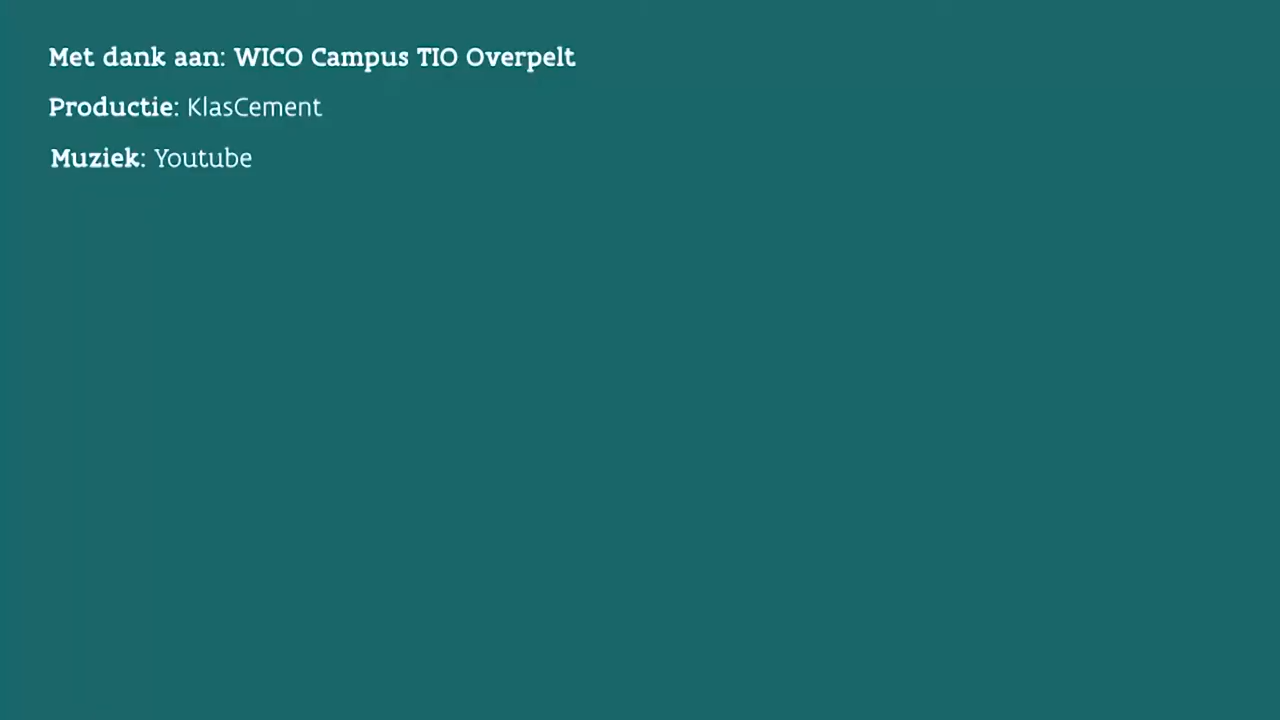 Met dank aan: WICO Campus TIO Overpelt
Productie: KlasCement
Muziek: Youtube